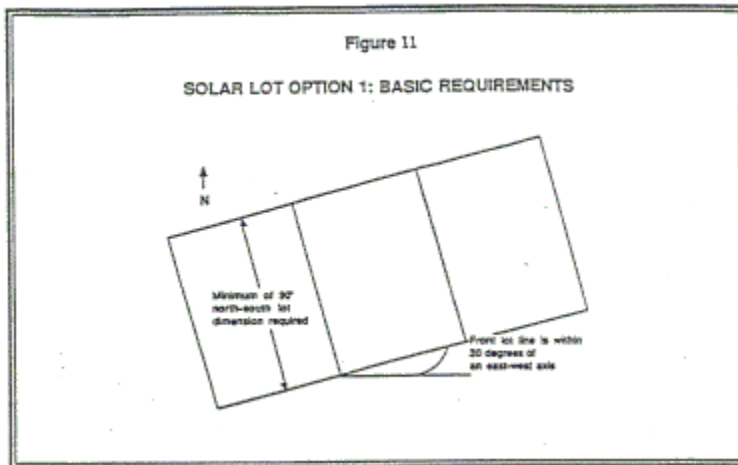 Figure 11
SOLAR LOT OPTION 1: BASIC REQUIREMENTS
N
Minimum of 90'
north-south lot
dimension required
Front lot line is within
30 degrees of
an east-west axis